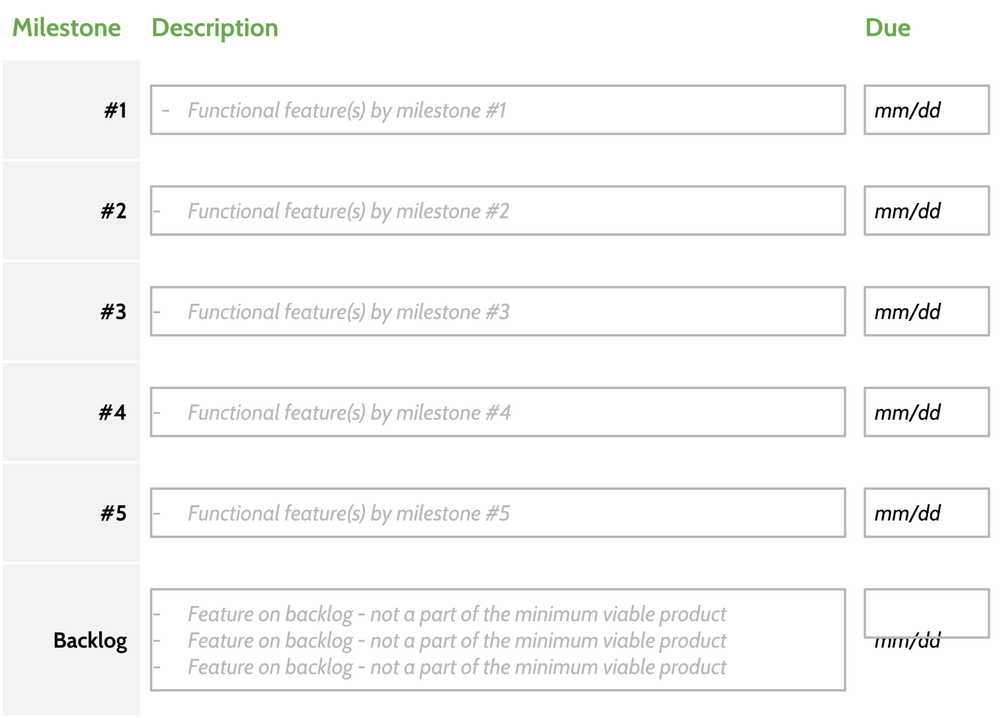 Milestone Description Due
#1 - Functional feature(s) by milestone #1 mm/dd
#2 - Functional feature(s) by milestone #2 mm/dd
#3 - Functional feature(s) by milestone #3 mm/dd
#4 - Functional feature(s) by milestone #4 mm/dd
#5 - Functional feature(s) by milestone #5 mm/dd
- Feature on backlog - not a part of the minimum viable product
Backlog - Feature on backlog - not a part of the minimum viable product mm/dd
- Feature on backlog - not a part of the minimum viable product